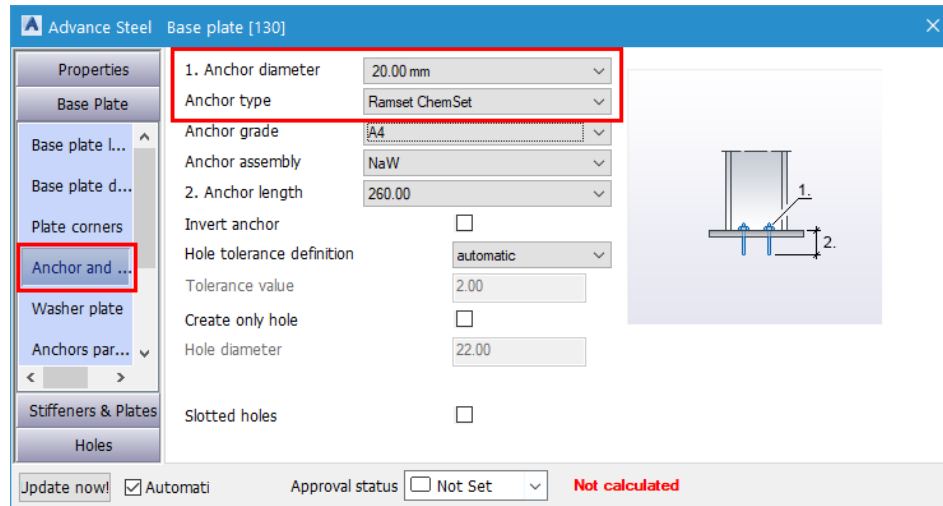 Advance Steel Base plate [130]
Properties
Base Plate
Base plate l...
Base plate d...
Plate corners
Anchor and ...
Washer plate
Anchors par...
Stiffeners & Plates
Holes
1. Anchor diameter 20.00 mm
Anchor type Ramset ChemSet
Anchor grade A4
Anchor assembly NaW
2. Anchor length 260.00
Invert anchor
Hole tolerance definition automatic
Tolerance value 2.00
Create only hole
Hole diameter 22.00
Slotted holes
1.
2.
Update now! Automati Approval status Not Set Not calculated